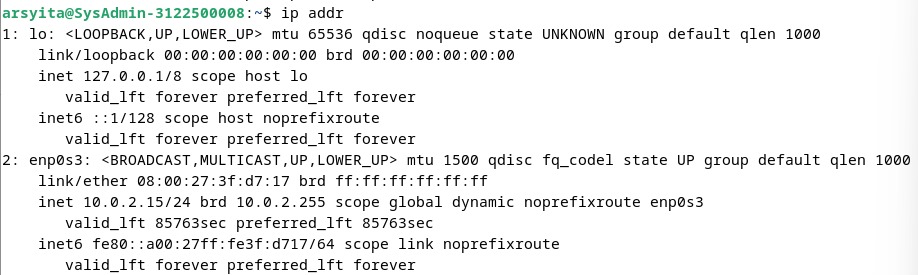 arsyita@SysAdmin-3122500008:~$ ip addr
1: lo: <LOOPBACK,UP,LOWER_UP> mtu 65536 qdisc noqueue state UNKNOWN group default qlen 1000
link/loopback 00:00:00:00:00:00 brd 00:00:00:00:00:00
inet 127.0.0.1/8 scope host lo
valid_lft forever preferred_lft forever
inet6 ::1/128 scope host noprefixroute
valid_lft forever preferred_lft forever
2: enp0s3: <BROADCAST,MULTICAST,UP,LOWER_UP> mtu 1500 qdisc fq_codel state UP group default qlen 1000
link/ether 08:00:27:3f:d7:17 brd ff:ff:ff:ff:ff:ff
inet 10.0.2.15/24 brd 10.0.2.255 scope global dynamic noprefixroute enp0s3
valid_lft 85763sec preferred_lft 85763sec
inet6 fe80::a00:27ff:fe3f:d717/64 scope link noprefixroute
valid_lft forever preferred_lft forever